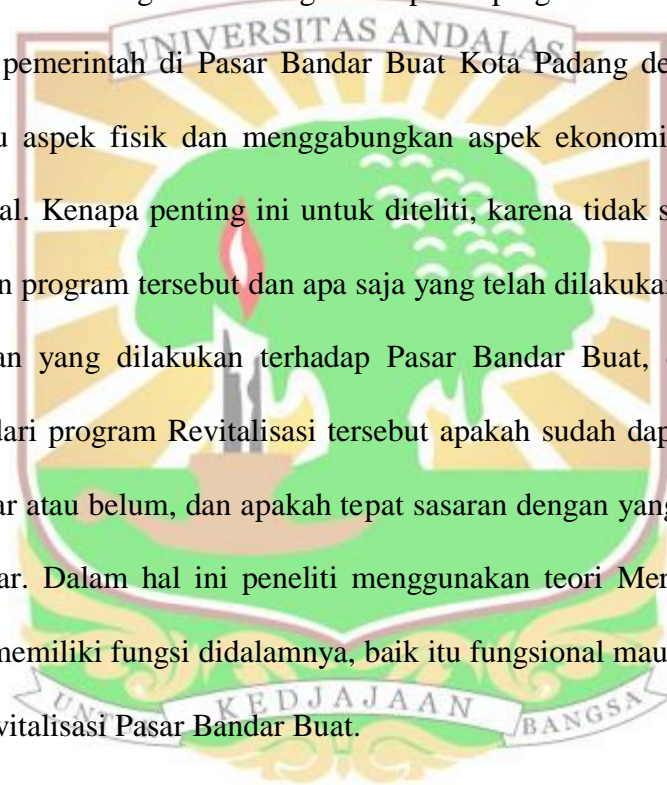 UNIVERSITAS ANDALAS
pemerintah di Pasar Bandar Buat Kota Padang de
u aspek fisik dan menggabungkan aspek ekonomi
al. Kenapa penting ini untuk diteliti, karena tidak s
n program tersebut dan apa saja yang telah dilakukan
an yang dilakukan terhadap Pasar Bandar Buat,
dari program Revitalisasi tersebut apakah sudah dap
ar atau belum, dan apakah tepat sasaran dengan yang
ar. Dalam hal ini peneliti menggunakan teori Mer
memiliki fungsi didalamnya, baik itu fungsional mau
KEDJAJAAN BANGSA
vitalisasi Pasar Bandar Buat.